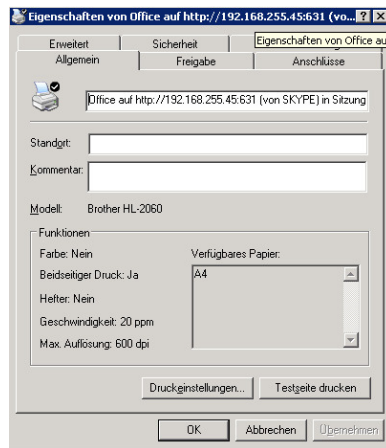 Eigenschaften von Office auf http://192.168.255.45:631 (vo...
Eigenschaften von Office au
Erweitert
Sicherheit
Allgemein
Freigabe
Anschlüsse
Office auf http://192.168.255.45:631 (von SKYPE) in Sitzung
Standort:
Kommentar:
Modell: Brother HL-2060
Funktionen
Farbe: Nein
Verfügbares Papier:
Beidseitiger Druck: Ja
A4
Hefter: Nein
Geschwindigkeit: 20 ppm
Max. Auflösung: 600 dpi
Druckeinstellungen...
Testseite drucken
OK
Abbrechen
Übernehmen